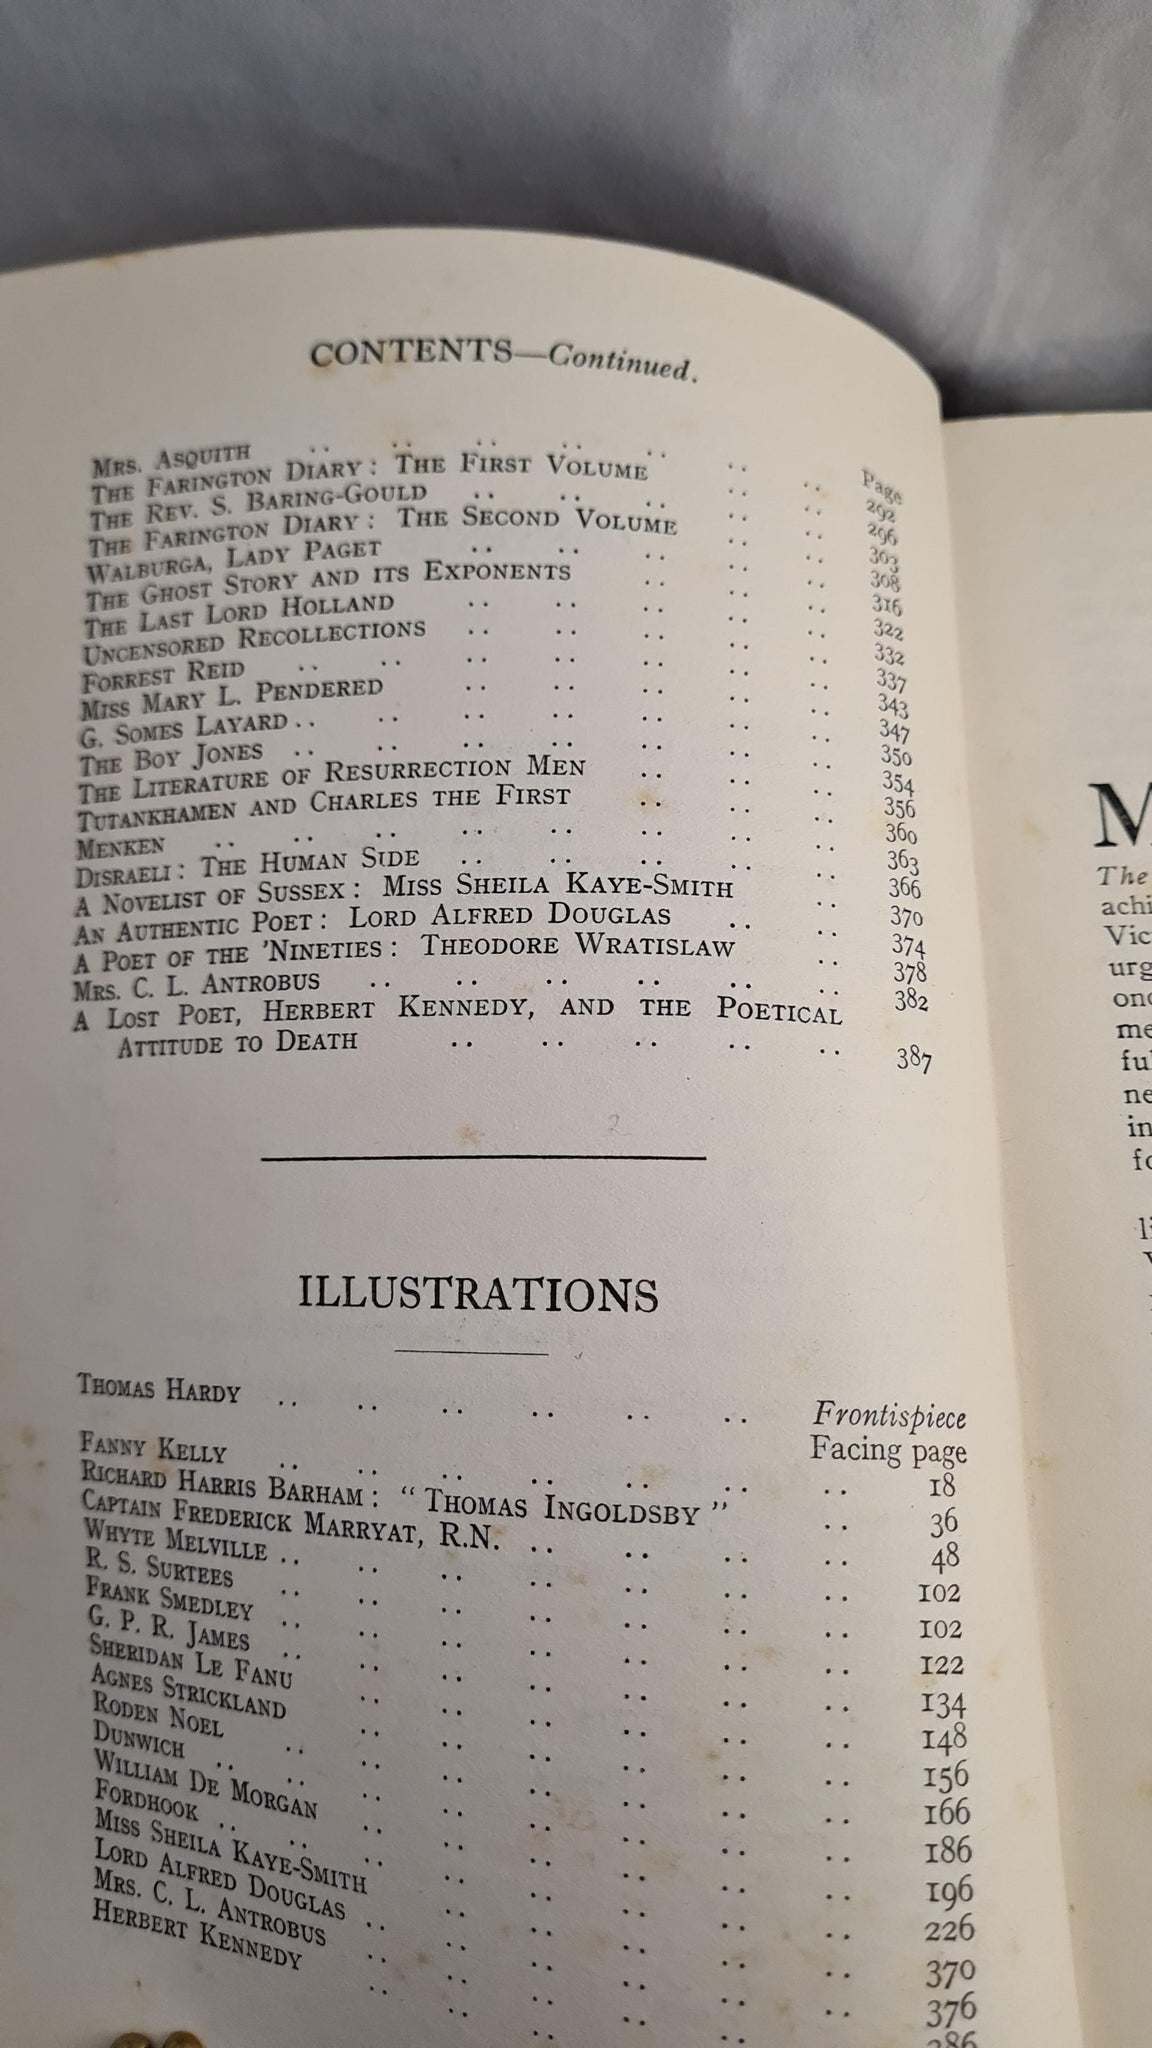 CONTENTS—Continued.
Page
MRS. ASQUITH .. .. .. .. .. .. .. 292
THE FARINGTON DIARY: THE FIRST VOLUME .. .. 296
THE REV. S. BARING-GOULD .. .. .. .. .. 303
THE FARINGTON DIARY: THE SECOND VOLUME .. .. 308
WALBURGA, LADY PAGET .. .. .. .. .. 316
THE GHOST STORY AND ITS EXPONENTS .. .. .. 322
THE LAST LORD HOLLAND .. .. .. .. .. 332
UNCENSORED RECOLLECTIONS .. .. .. .. .. 337
FORREST REID .. .. .. .. .. .. .. 343
MISS MARY L. PENDERED .. .. .. .. .. 347
G. SOMES LAYARD .. .. .. .. .. .. .. 350
THE BOY JONES .. .. .. .. .. .. .. 354
THE LITERATURE OF RESURRECTION MEN .. .. .. 356
TUTANKHAMEN AND CHARLES THE FIRST .. .. .. 360
MENKEN .. .. .. .. .. .. .. .. 363
DISRAELI: THE HUMAN SIDE .. .. .. .. .. 366
A NOVELIST OF SUSSEX: MISS SHEILA KAYE-SMITH .. 370
AN AUTHENTIC POET: LORD ALFRED DOUGLAS .. .. 374
A POET OF THE 'NINETIES: THEODORE WRATISLAW .. 378
MRS. C. L. ANTROBUS .. .. .. .. .. .. 382
A LOST POET, HERBERT KENNEDY, AND THE POETICAL
ATTITUDE TO DEATH .. .. .. .. .. 387
2
ILLUSTRATIONS
THOMAS HARDY .. .. .. .. .. .. Frontispiece
Facing page
FANNY KELLY .. .. .. .. .. .. .. 18
RICHARD HARRIS BARHAM: "THOMAS INGOLDSBY" .. 36
CAPTAIN FREDERICK MARRYAT, R.N. .. .. .. .. 48
WHYTE MELVILLE .. .. .. .. .. .. .. 102
R. S. SURTEES .. .. .. .. .. .. .. 102
FRANK SMEDLEY .. .. .. .. .. .. .. 122
G. P. R. JAMES .. .. .. .. .. .. .. 134
SHERIDAN LE FANU .. .. .. .. .. .. 148
AGNES STRICKLAND .. .. .. .. .. .. 156
RODEN NOEL .. .. .. .. .. .. .. 166
DUNWICH .. .. .. .. .. .. .. .. 186
WILLIAM DE MORGAN .. .. .. .. .. .. 196
FORDHOOK .. .. .. .. .. .. .. .. 226
MISS SHEILA KAYE-SMITH .. .. .. .. .. 370
LORD ALFRED DOUGLAS .. .. .. .. .. .. 376
MRS. C. L. ANTROBUS .. .. .. .. .. ..
HERBERT KENNEDY .. .. .. ..
M
The
achi
Vic
urg
me
ful
ne
in